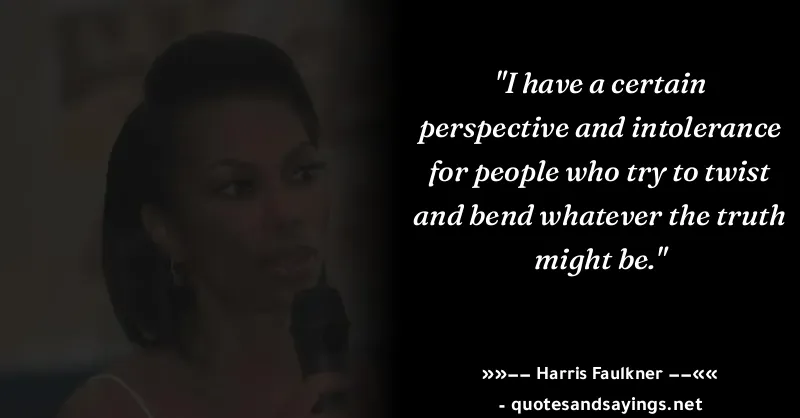 "I have a certain
perspective and intolerance
for people who try to twist
and bend whatever the truth
might be."
»»-- Harris Faulkner --««
- quotesandsayings.net